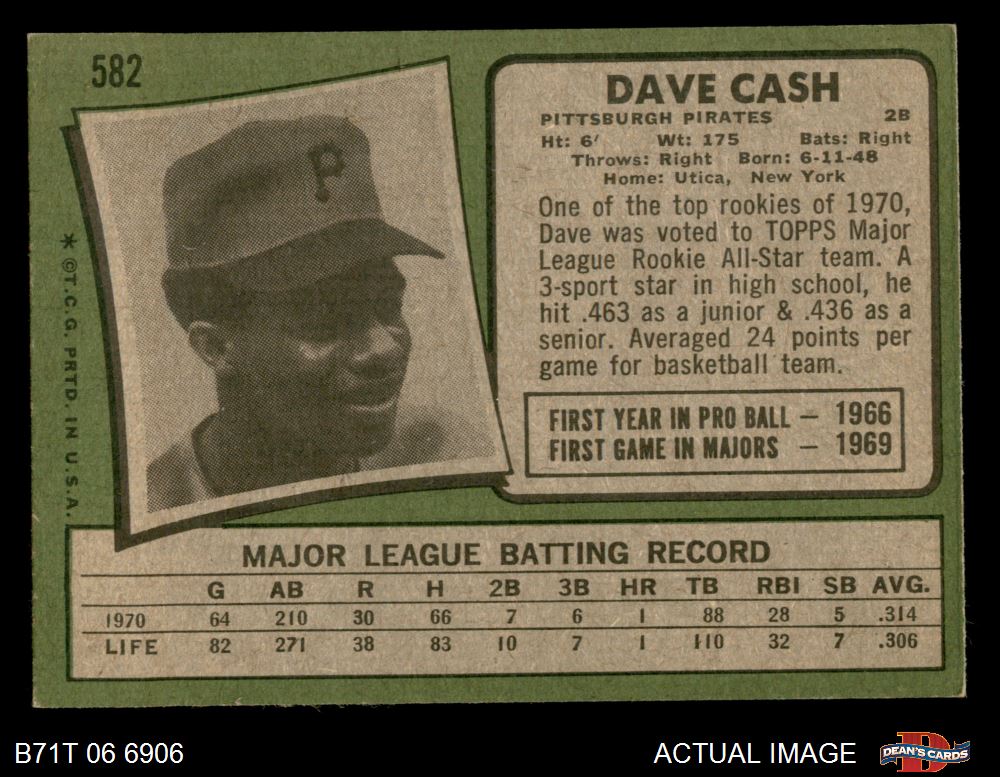 582
DAVE CASH
PITTSBURGH PIRATES 2B
Ht: 6' Wt: 175 Bats: Right
Throws: Right Born: 6-11-48
Home: Utica, New York
One of the top rookies of 1970,
Dave was voted to TOPPS Major
League Rookie All-Star team. A
3-sport star in high school, he
hit .463 as a junior & .436 as a
senior. Averaged 24 points per
game for basketball team.
FIRST YEAR IN PRO BALL — 1966
FIRST GAME IN MAJORS — 1969
P
* ©T.C.G. PRTD. IN U.S.A.
MAJOR LEAGUE BATTING RECORD
G AB R H 2B 3B HR TB RBI SB AVG.
1970 64 210 30 66 7 6 1 88 28 5 .314
LIFE 82 271 38 83 10 7 1 110 32 7 .306
B71T 06 6906
ACTUAL IMAGE
D
DEAN'S CARDS